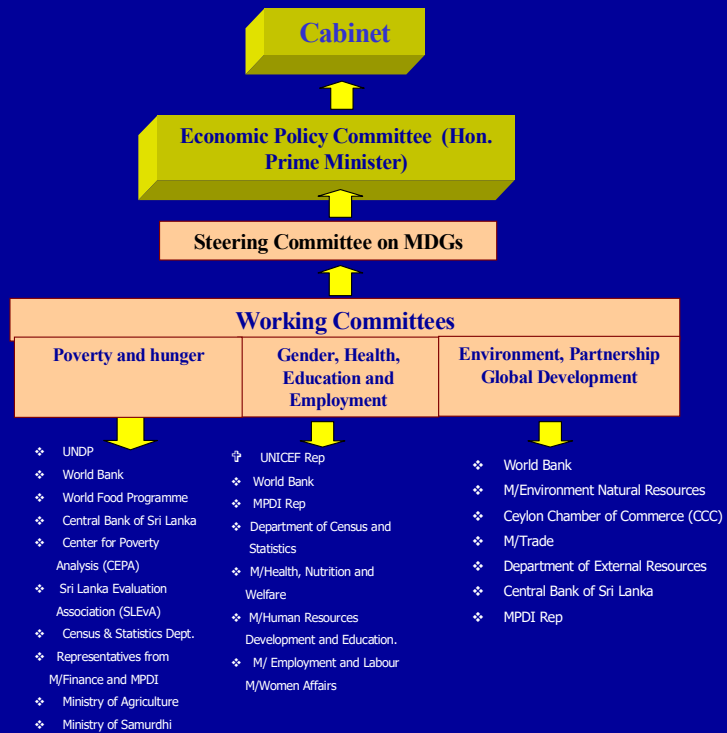 Cabinet
Economic Policy Committee (Hon.
Prime Minister)
Steering Committee on MDGs
Working Committees
Poverty and hunger
Gender, Health,
Education and
Employment
Environment, Partnership
Global Development
❖ UNDP
❖ World Bank
❖ World Food Programme
❖ Central Bank of Sri Lanka
❖ Center for Poverty
Analysis (CEPA)
❖ Sri Lanka Evaluation
Association (SLEvA)
❖ Census & Statistics Dept.
❖ Representatives from
M/Finance and MPDI
❖ Ministry of Agriculture
❖ Ministry of Samurdhi
✞ UNICEF Rep
❖ World Bank
❖ MPDI Rep
❖ Department of Census and
Statistics
❖ M/Health, Nutrition and
Welfare
❖ M/Human Resources
Development and Education.
❖ M/ Employment and Labour
M/Women Affairs
❖ World Bank
❖ M/Environment Natural Resources
❖ Ceylon Chamber of Commerce (CCC)
❖ M/Trade
❖ Department of External Resources
❖ Central Bank of Sri Lanka
❖ MPDI Rep